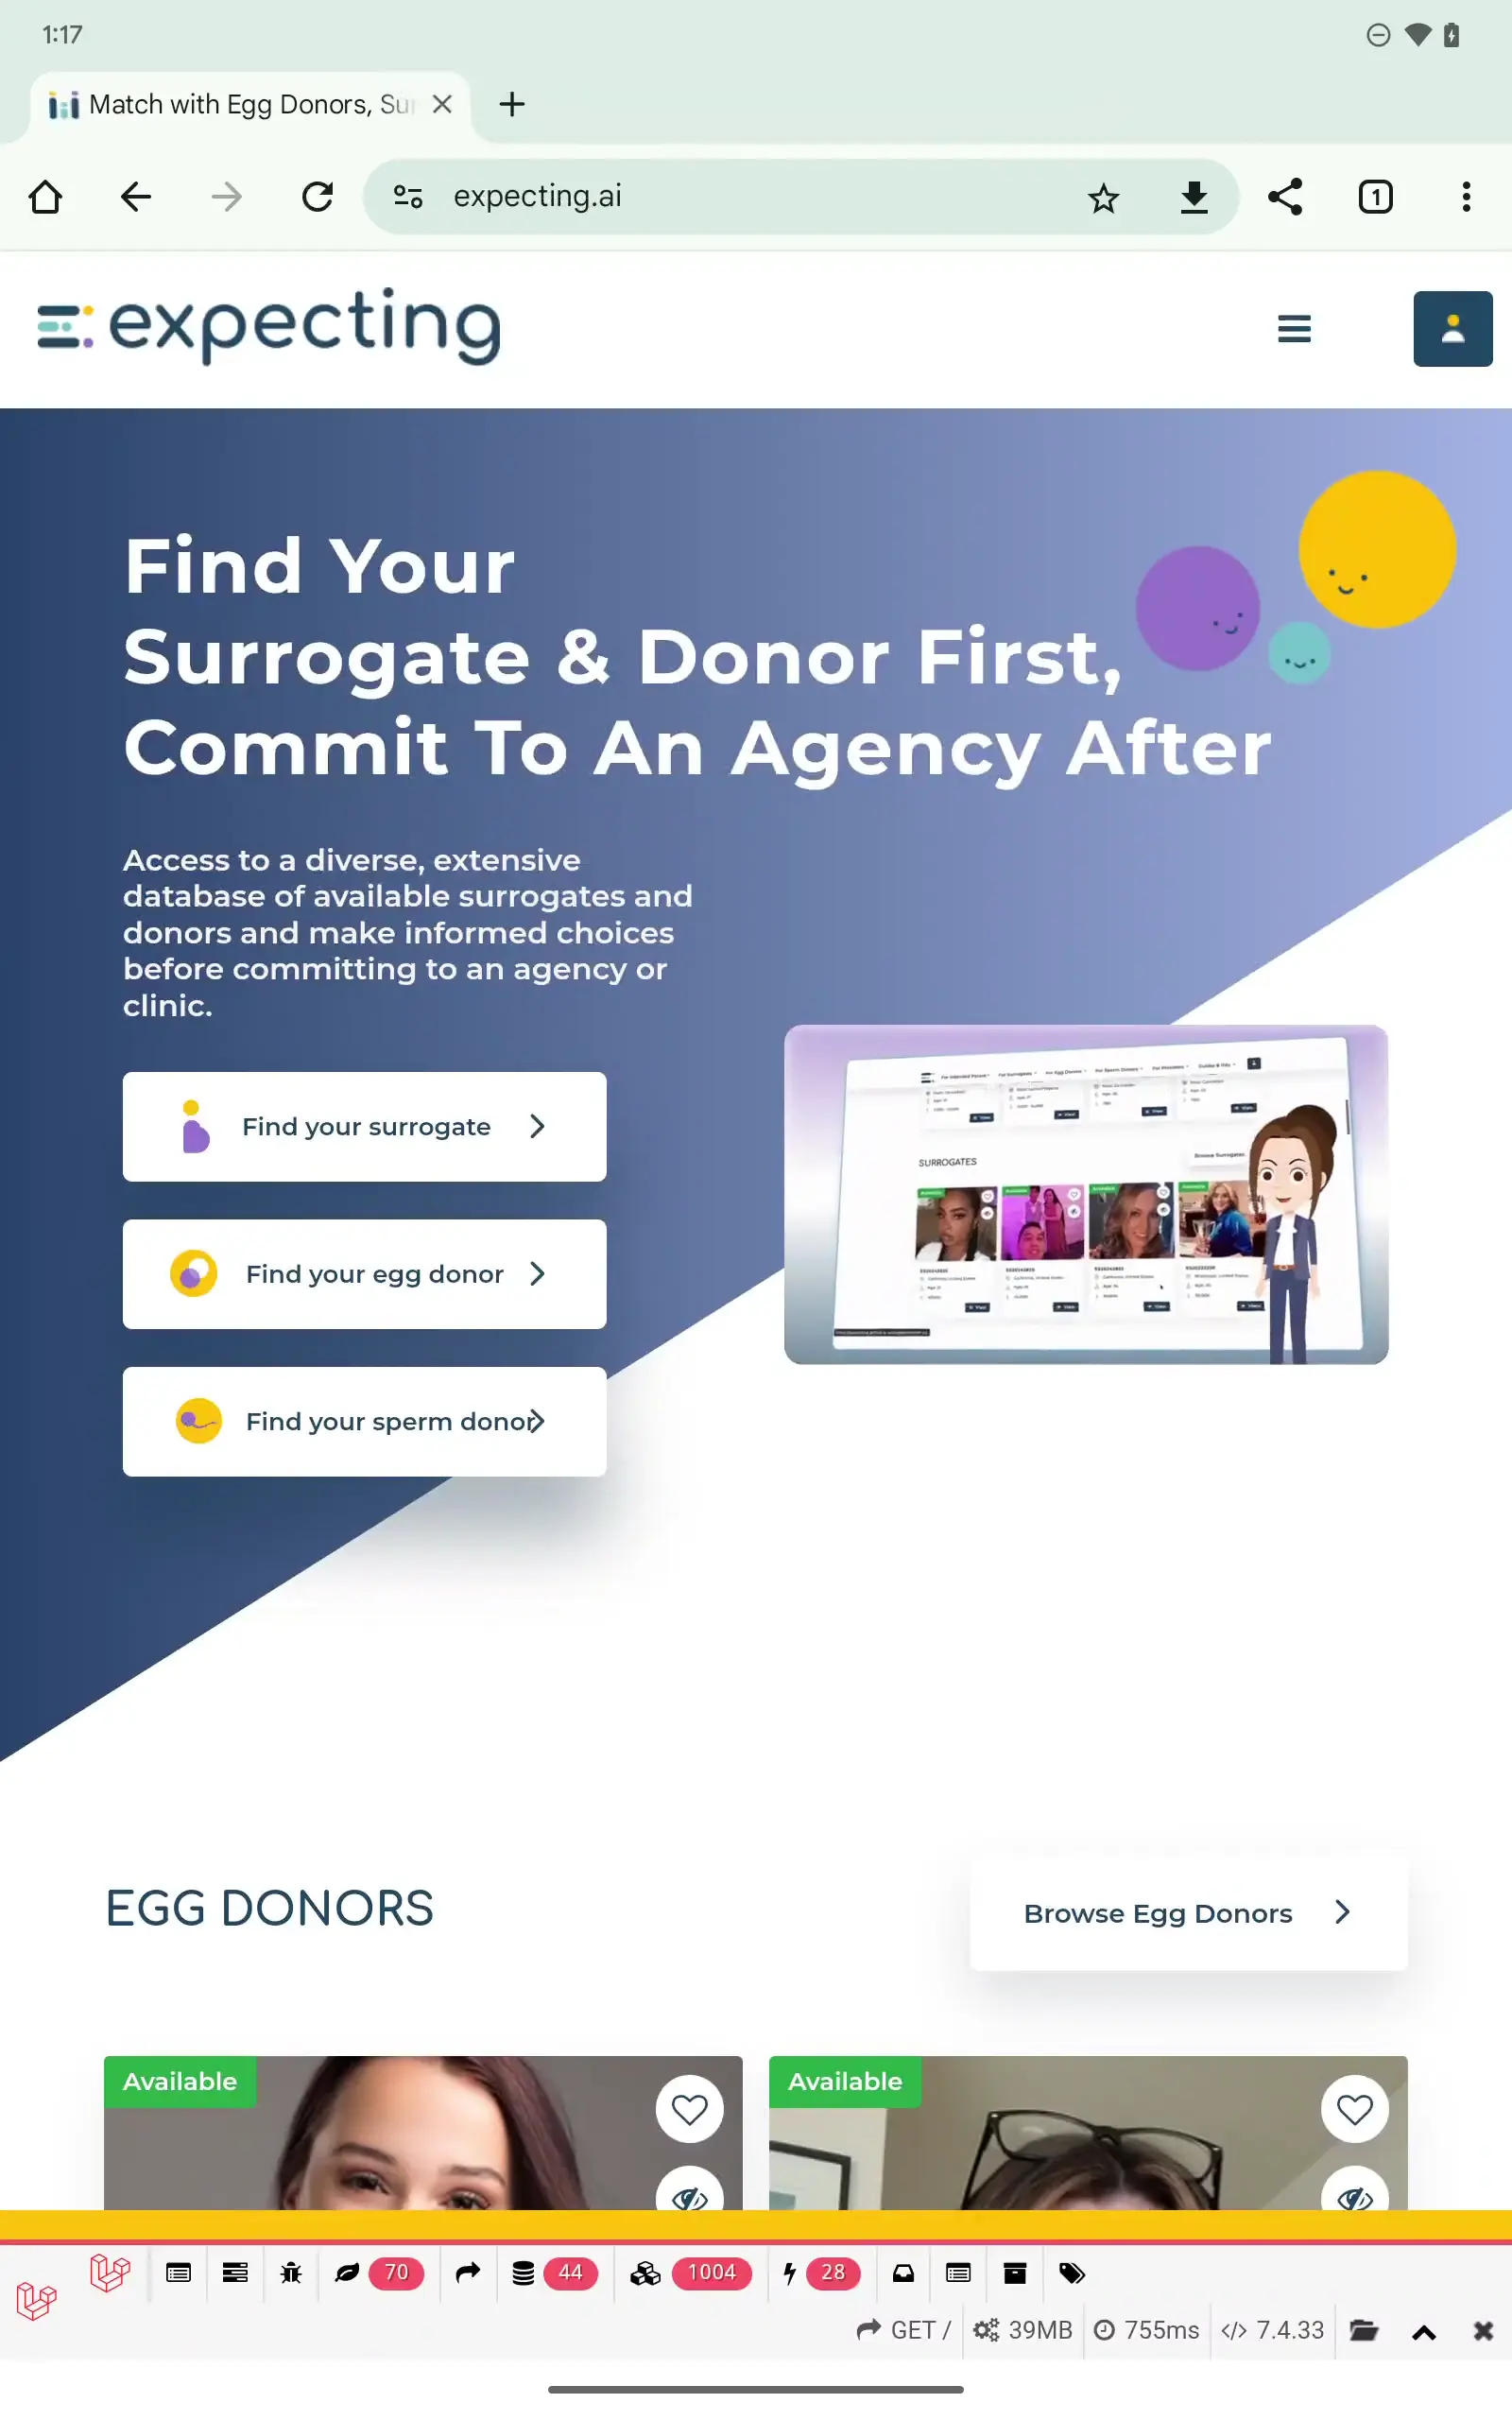 1:17
Match with Egg Donors, Su
expecting.ai
1
expecting
Find Your
Surrogate & Donor First,
Commit To An Agency After
Access to a diverse, extensive
database of available surrogates and
donors and make informed choices
before committing to an agency or
clinic.
Find your surrogate
Find your egg donor
Find your sperm donor
SURROGATES
Browse Surrogates
EGG DONORS
Browse Egg Donors
Available
Available
70
44
1004
28
GET /
39MB
755ms
7.4.33